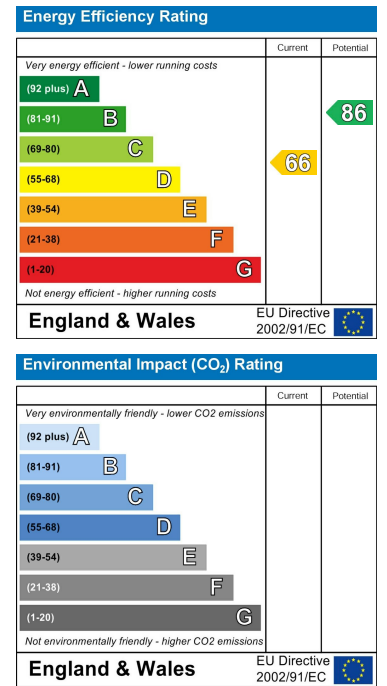 Energy Efficiency Rating
Current Potential
Very energy efficient - lower running costs
(92 plus) A
(81-91) B
(69-80) C
(55-68) D
(39-54) E
(21-38) F
(1-20) G
66
86
Not energy efficient - higher running costs
England & Wales
EU Directive
2002/91/EC
Environmental Impact (CO₂) Rating
Current Potential
Very environmentally friendly - lower CO2 emissions
(92 plus) A
(81-91) B
(69-80) C
(55-68) D
(39-54) E
(21-38) F
(1-20) G
Not environmentally friendly - higher CO2 emissions
England & Wales
EU Directive
2002/91/EC